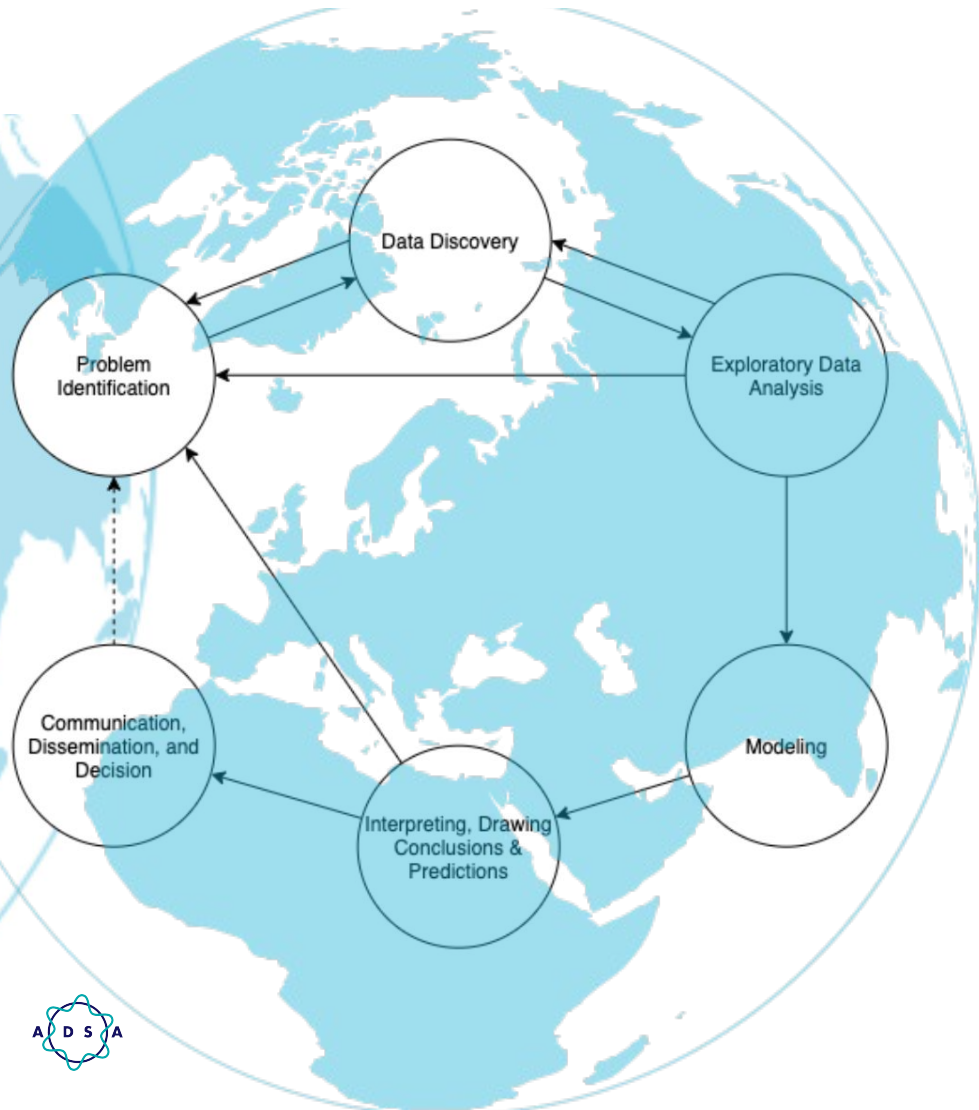 Data Discovery
Problem
Identification
Exploratory Data
Analysis
Communication,
Dissemination, and
Decision
Modeling
Interpreting, Drawing
Conclusions &
Predictions
A D S A